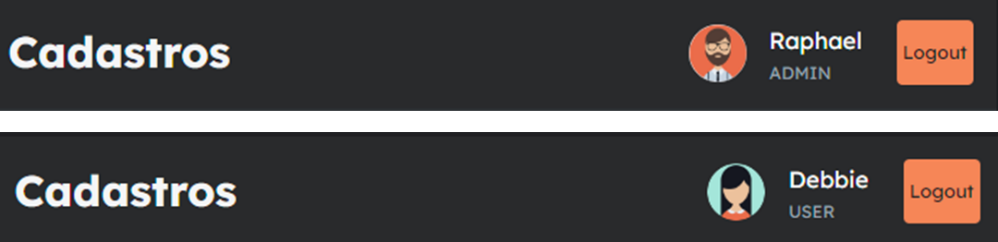 Cadastros
Raphael
ADMIN
Logout
Cadastros
Debbie
USER
Logout